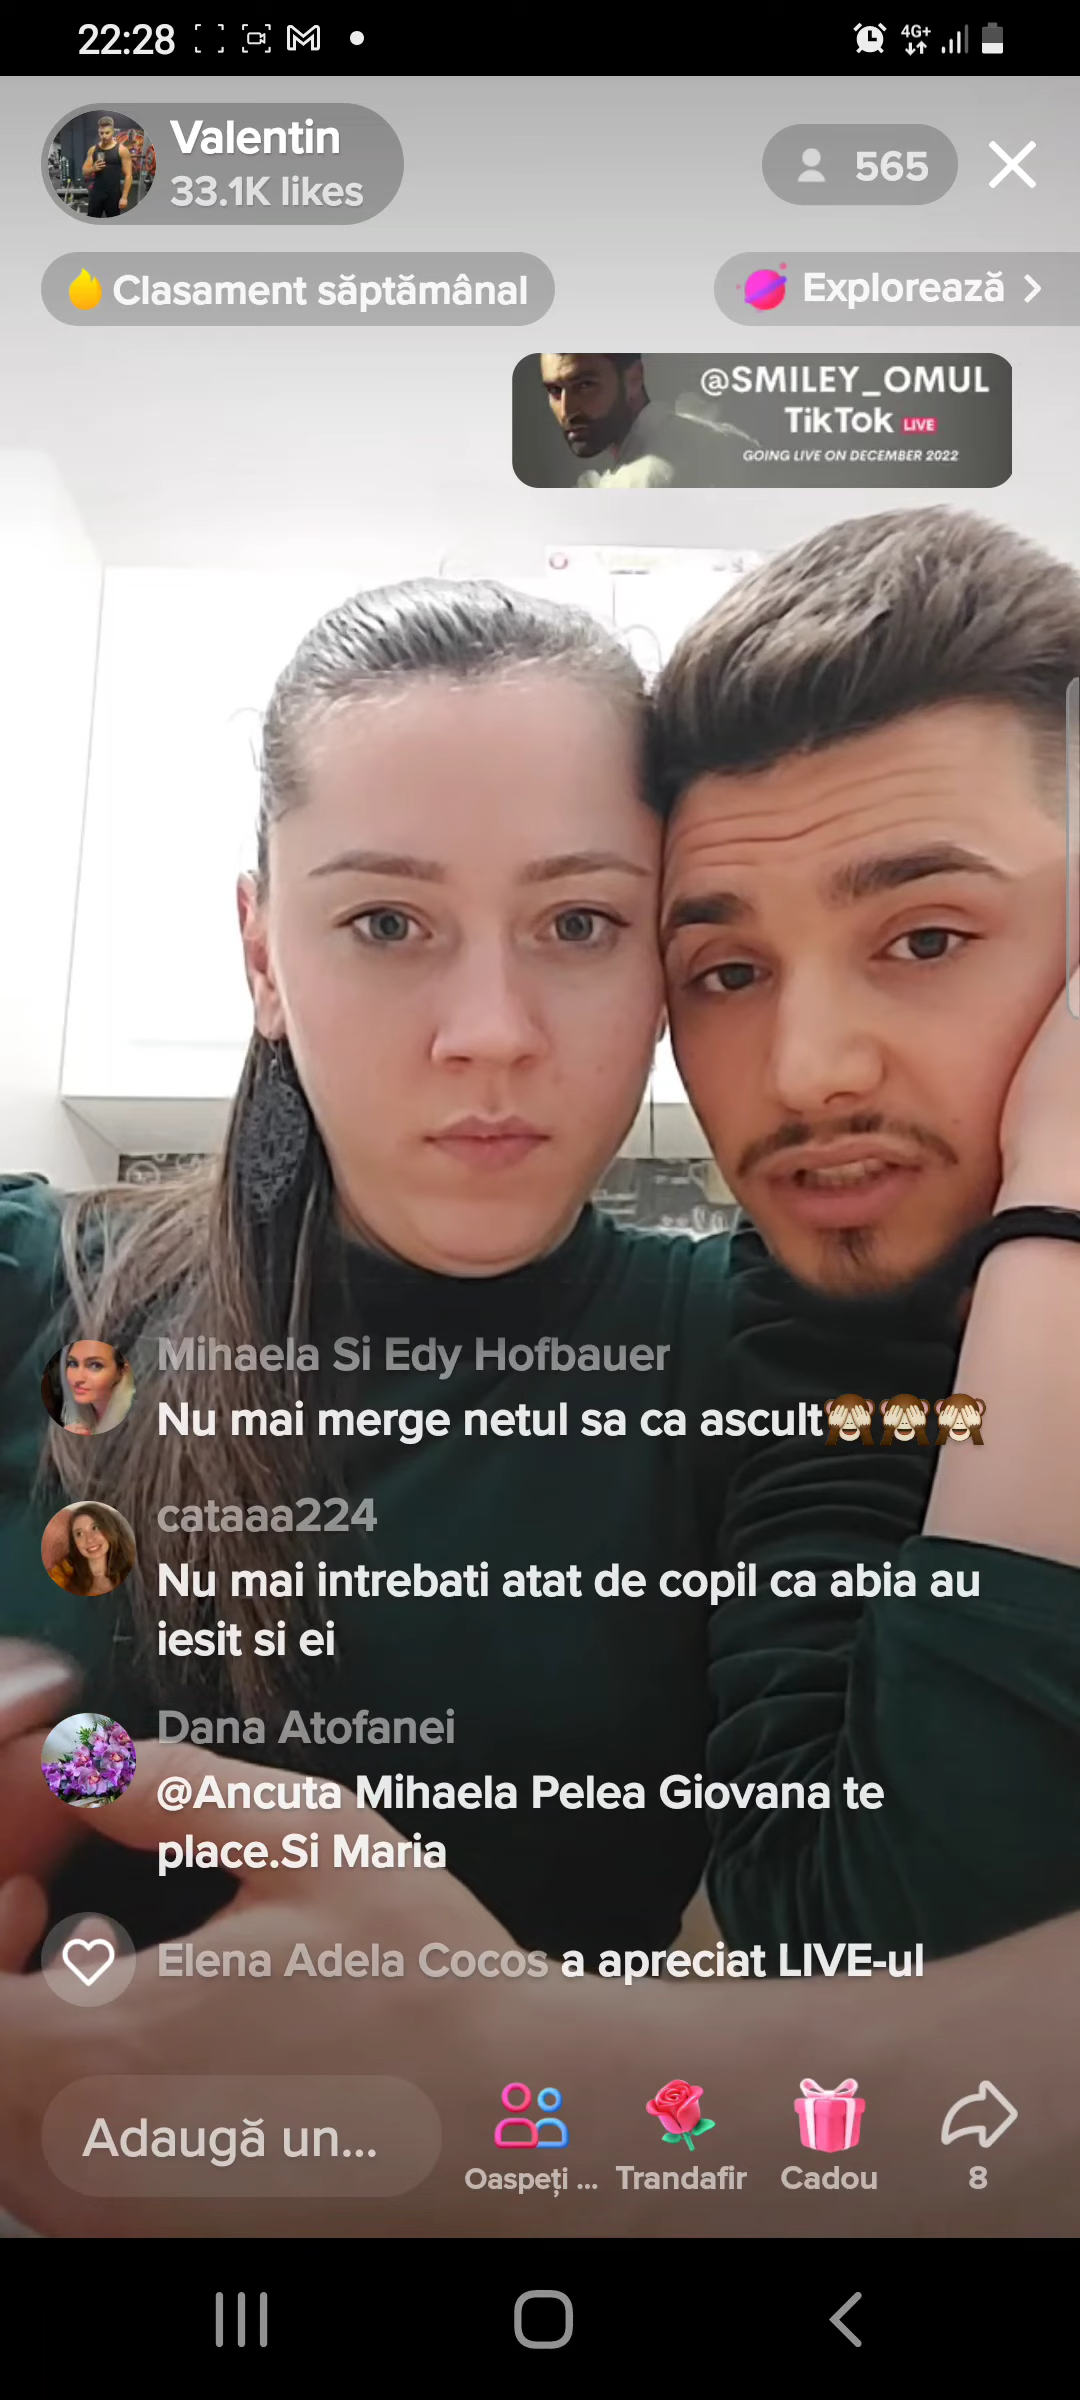 22:28
4G+
Valentin
33.1K likes
565
Clasament săptămânal
Explorează
@SMILEY_OMUL
TikTok LIVE
GOING LIVE ON DECEMBER 2022
Mihaela Si Edy Hofbauer
Nu mai merge netul sa ca ascult🙈🙈🙈
cataaa224
Nu mai intrebati atat de copil ca abia au
iesit si ei
Dana Atofanei
@Ancuta Mihaela Pelea Giovana te
place.Si Maria
Elena Adela Cocos a apreciat LIVE-ul
Adaugă un...
Oaspeți ...
Trandafir
Cadou
8